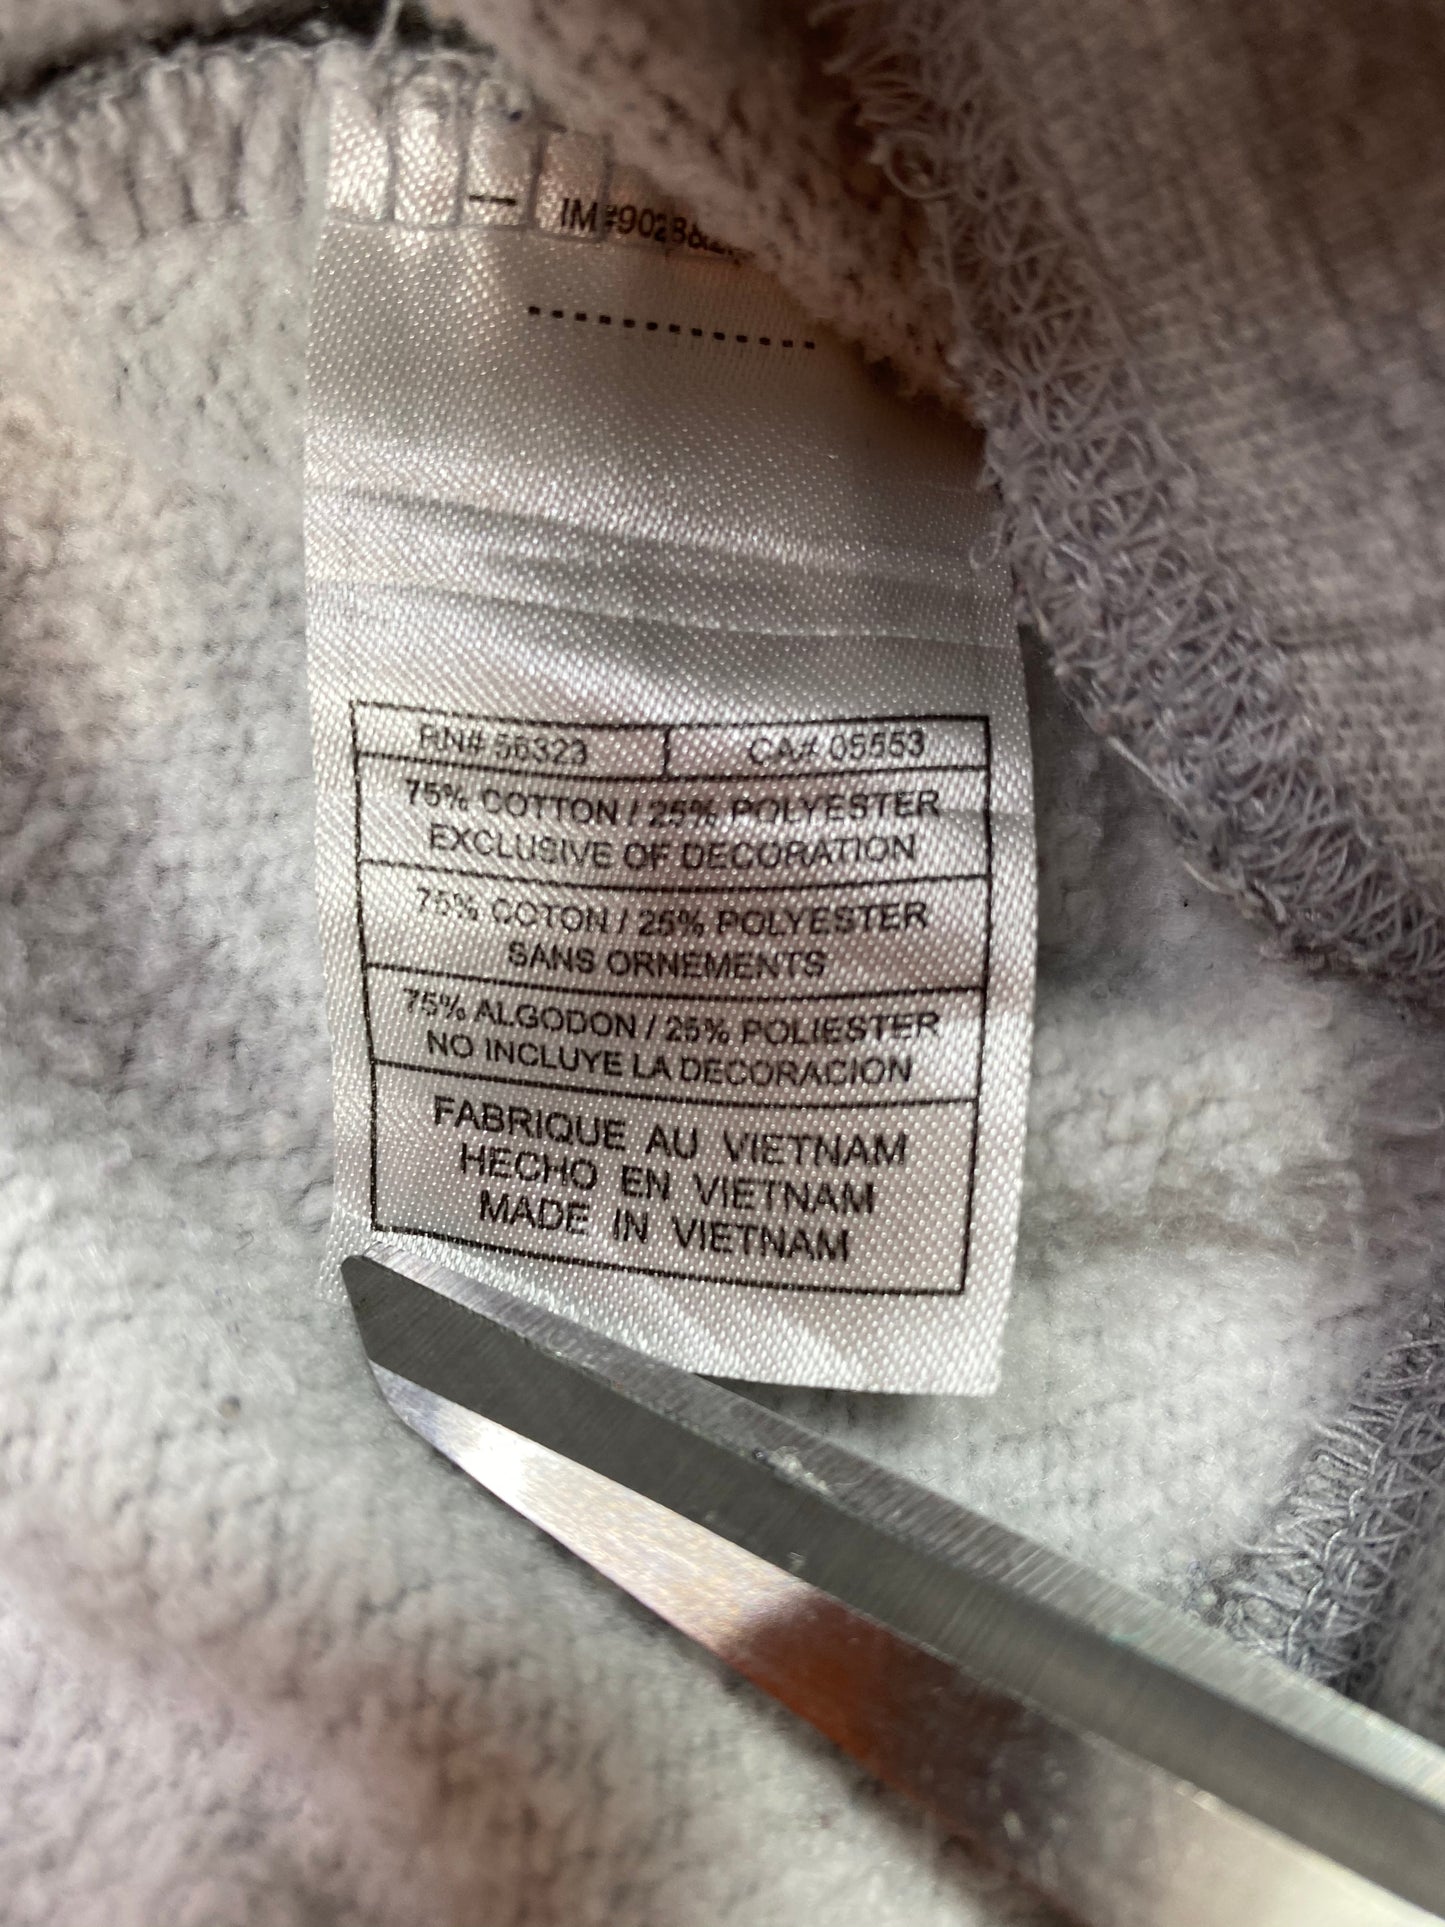 RN# 56323 CA# 05553
75% COTTON / 25% POLYESTER
EXCLUSIVE OF DECORATION
75% COTON / 25% POLYESTER
SANS ORNEMENTS
75% ALGODON / 25% POLIESTER
NO INCLUYE LA DECORACION
FABRIQUE AU VIETNAM
HECHO EN VIETNAM
MADE IN VIETNAM